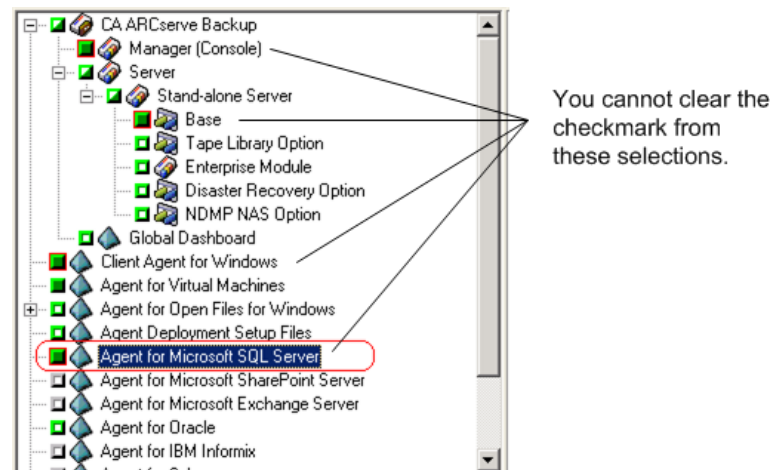 CA ARCserve Backup
Manager (Console)
Server
Stand-alone Server
Base
Tape Library Option
Enterprise Module
Disaster Recovery Option
NDMP NAS Option
Global Dashboard
Client Agent for Windows
Agent for Virtual Machines
Agent for Open Files for Windows
Agent Deployment Setup Files
Agent for Microsoft SQL Server
Agent for Microsoft SharePoint Server
Agent for Microsoft Exchange Server
Agent for Oracle
Agent for IBM Informix
You cannot clear the
checkmark from
these selections.